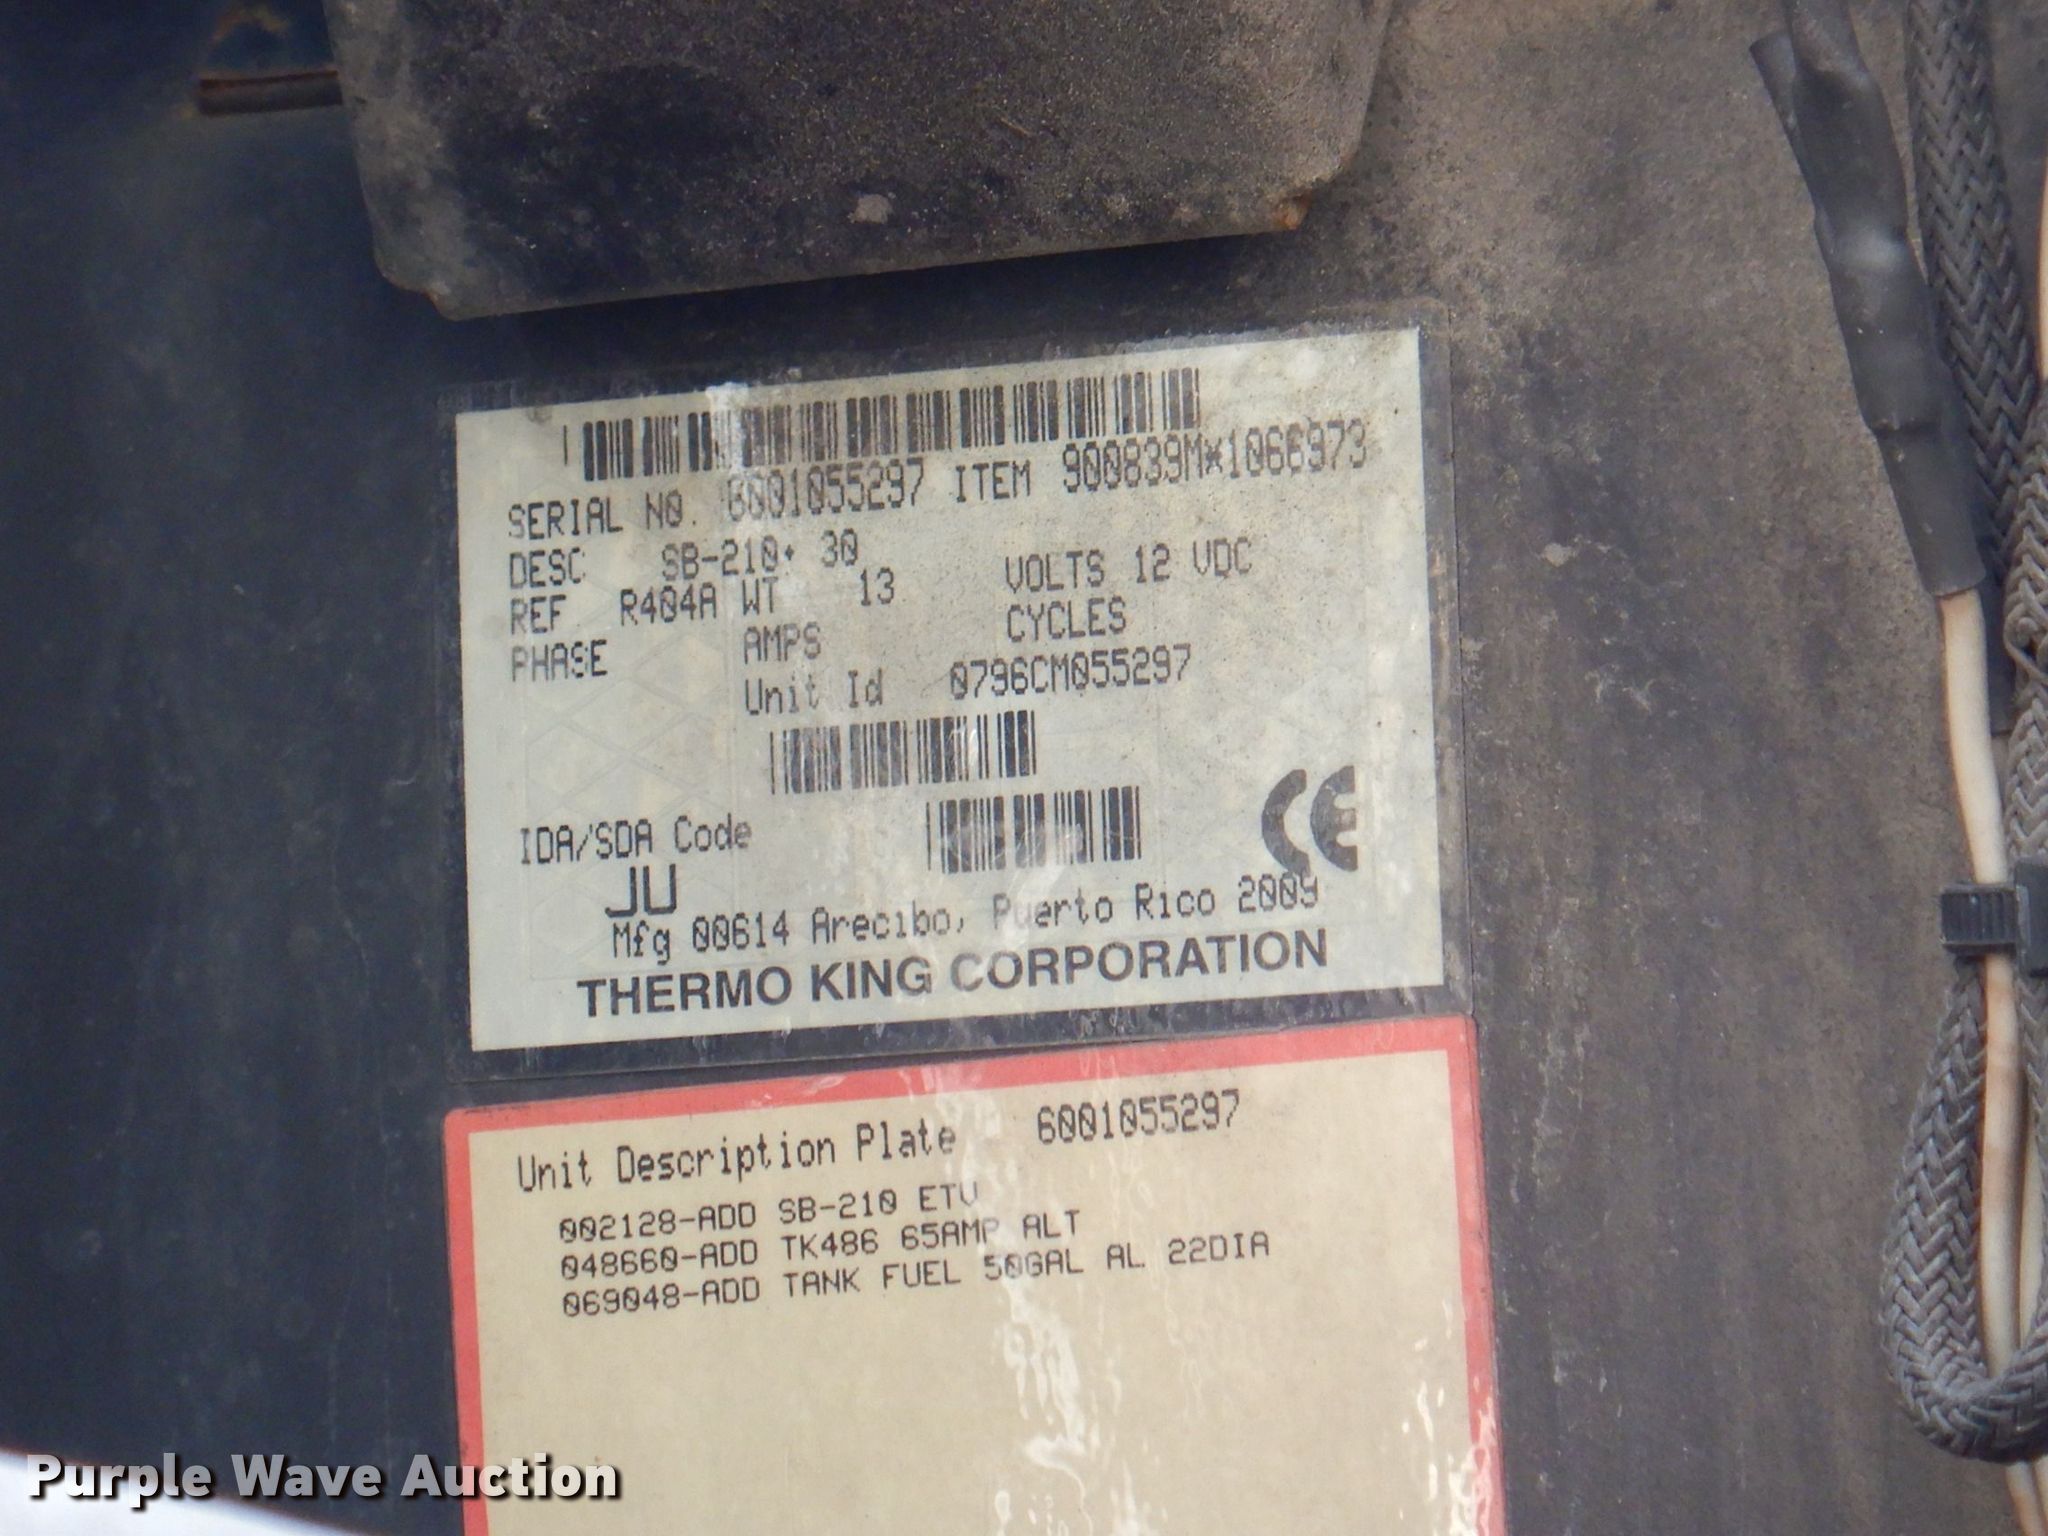 SERIAL NO. 6001055297 ITEM 900839M*1066973
DESC SB-210+ 30
REF R404A WT 13 VOLTS 12 VDC
PHASE AMPS CYCLES
Unit Id 0796CM055297
IDA/SDA Code
JU
CE
Mfg 00614 Arecibo, Puerto Rico 2009
THERMO KING CORPORATION
Unit Description Plate 6001055297
002128-ADD SB-210 ETV
048660-ADD TK486 65AMP ALT
069048-ADD TANK FUEL 50GAL AL 22DIA
Purple Wave Auction